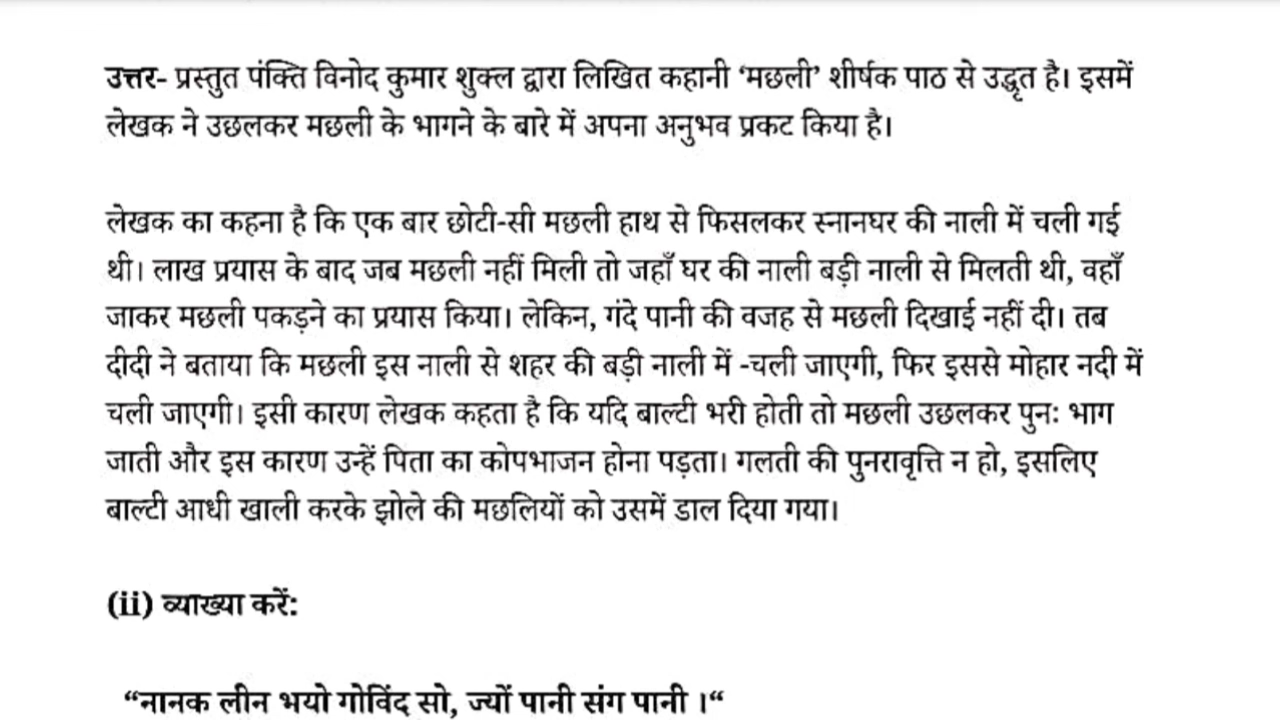 उत्तर- प्रस्तुत पंक्ति विनोद कुमार शुक्ल द्वारा लिखित कहानी ‘मछली’ शीर्षक पाठ से उद्धृत है। इसमें
लेखक ने उछलकर मछली के भागने के बारे में अपना अनुभव प्रकट किया है।
लेखक का कहना है कि एक बार छोटी-सी मछली हाथ से फिसलकर स्नानघर की नाली में चली गई
थी। लाख प्रयास के बाद जब मछली नहीं मिली तो जहाँ घर की नाली बड़ी नाली से मिलती थी, वहाँ
जाकर मछली पकड़ने का प्रयास किया। लेकिन, गंदे पानी की वजह से मछली दिखाई नहीं दी। तब
दीदी ने बताया कि मछली इस नाली से शहर की बड़ी नाली में -चली जाएगी, फिर इससे मोहार नदी में
चली जाएगी। इसी कारण लेखक कहता है कि यदि बाल्टी भरी होती तो मछली उछलकर पुनः भाग
जाती और इस कारण उन्हें पिता का कोपभाजन होना पड़ता। गलती की पुनरावृत्ति न हो, इसलिए
बाल्टी आधी खाली करके झोले की मछलियों को उसमें डाल दिया गया।
(ii) व्याख्या करें:
“नानक लीन भयो गोविंद सो, ज्यों पानी संग पानी ।“